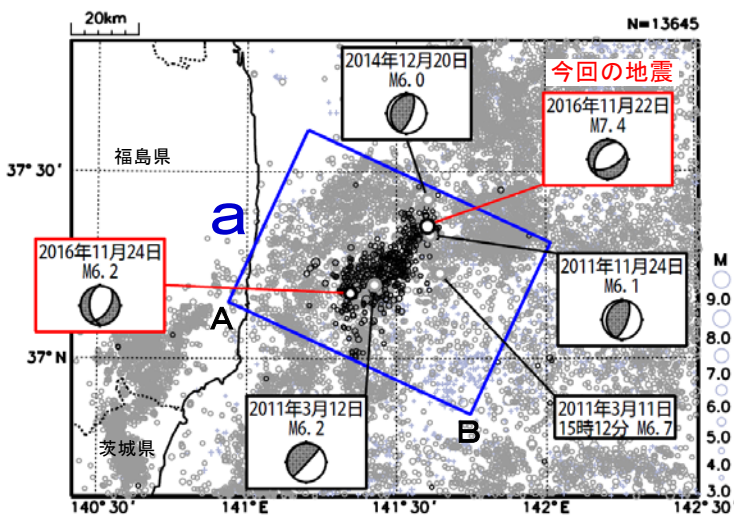 20km
N=13645
2014年12月20日
M6.0
今回の地震
2016年11月22日
M7.4
福島県
37°30′
a
2016年11月24日
M6.2
2011年11月24日
M6.1
A
M
9.0
8.0
7.0
6.0
5.0
4.0
3.0
37°N
2011年3月12日
M6.2
B
2011年3月11日
15時12分 M6.7
茨城県
140°30′
141°E
141°30′
142°E
142°30′